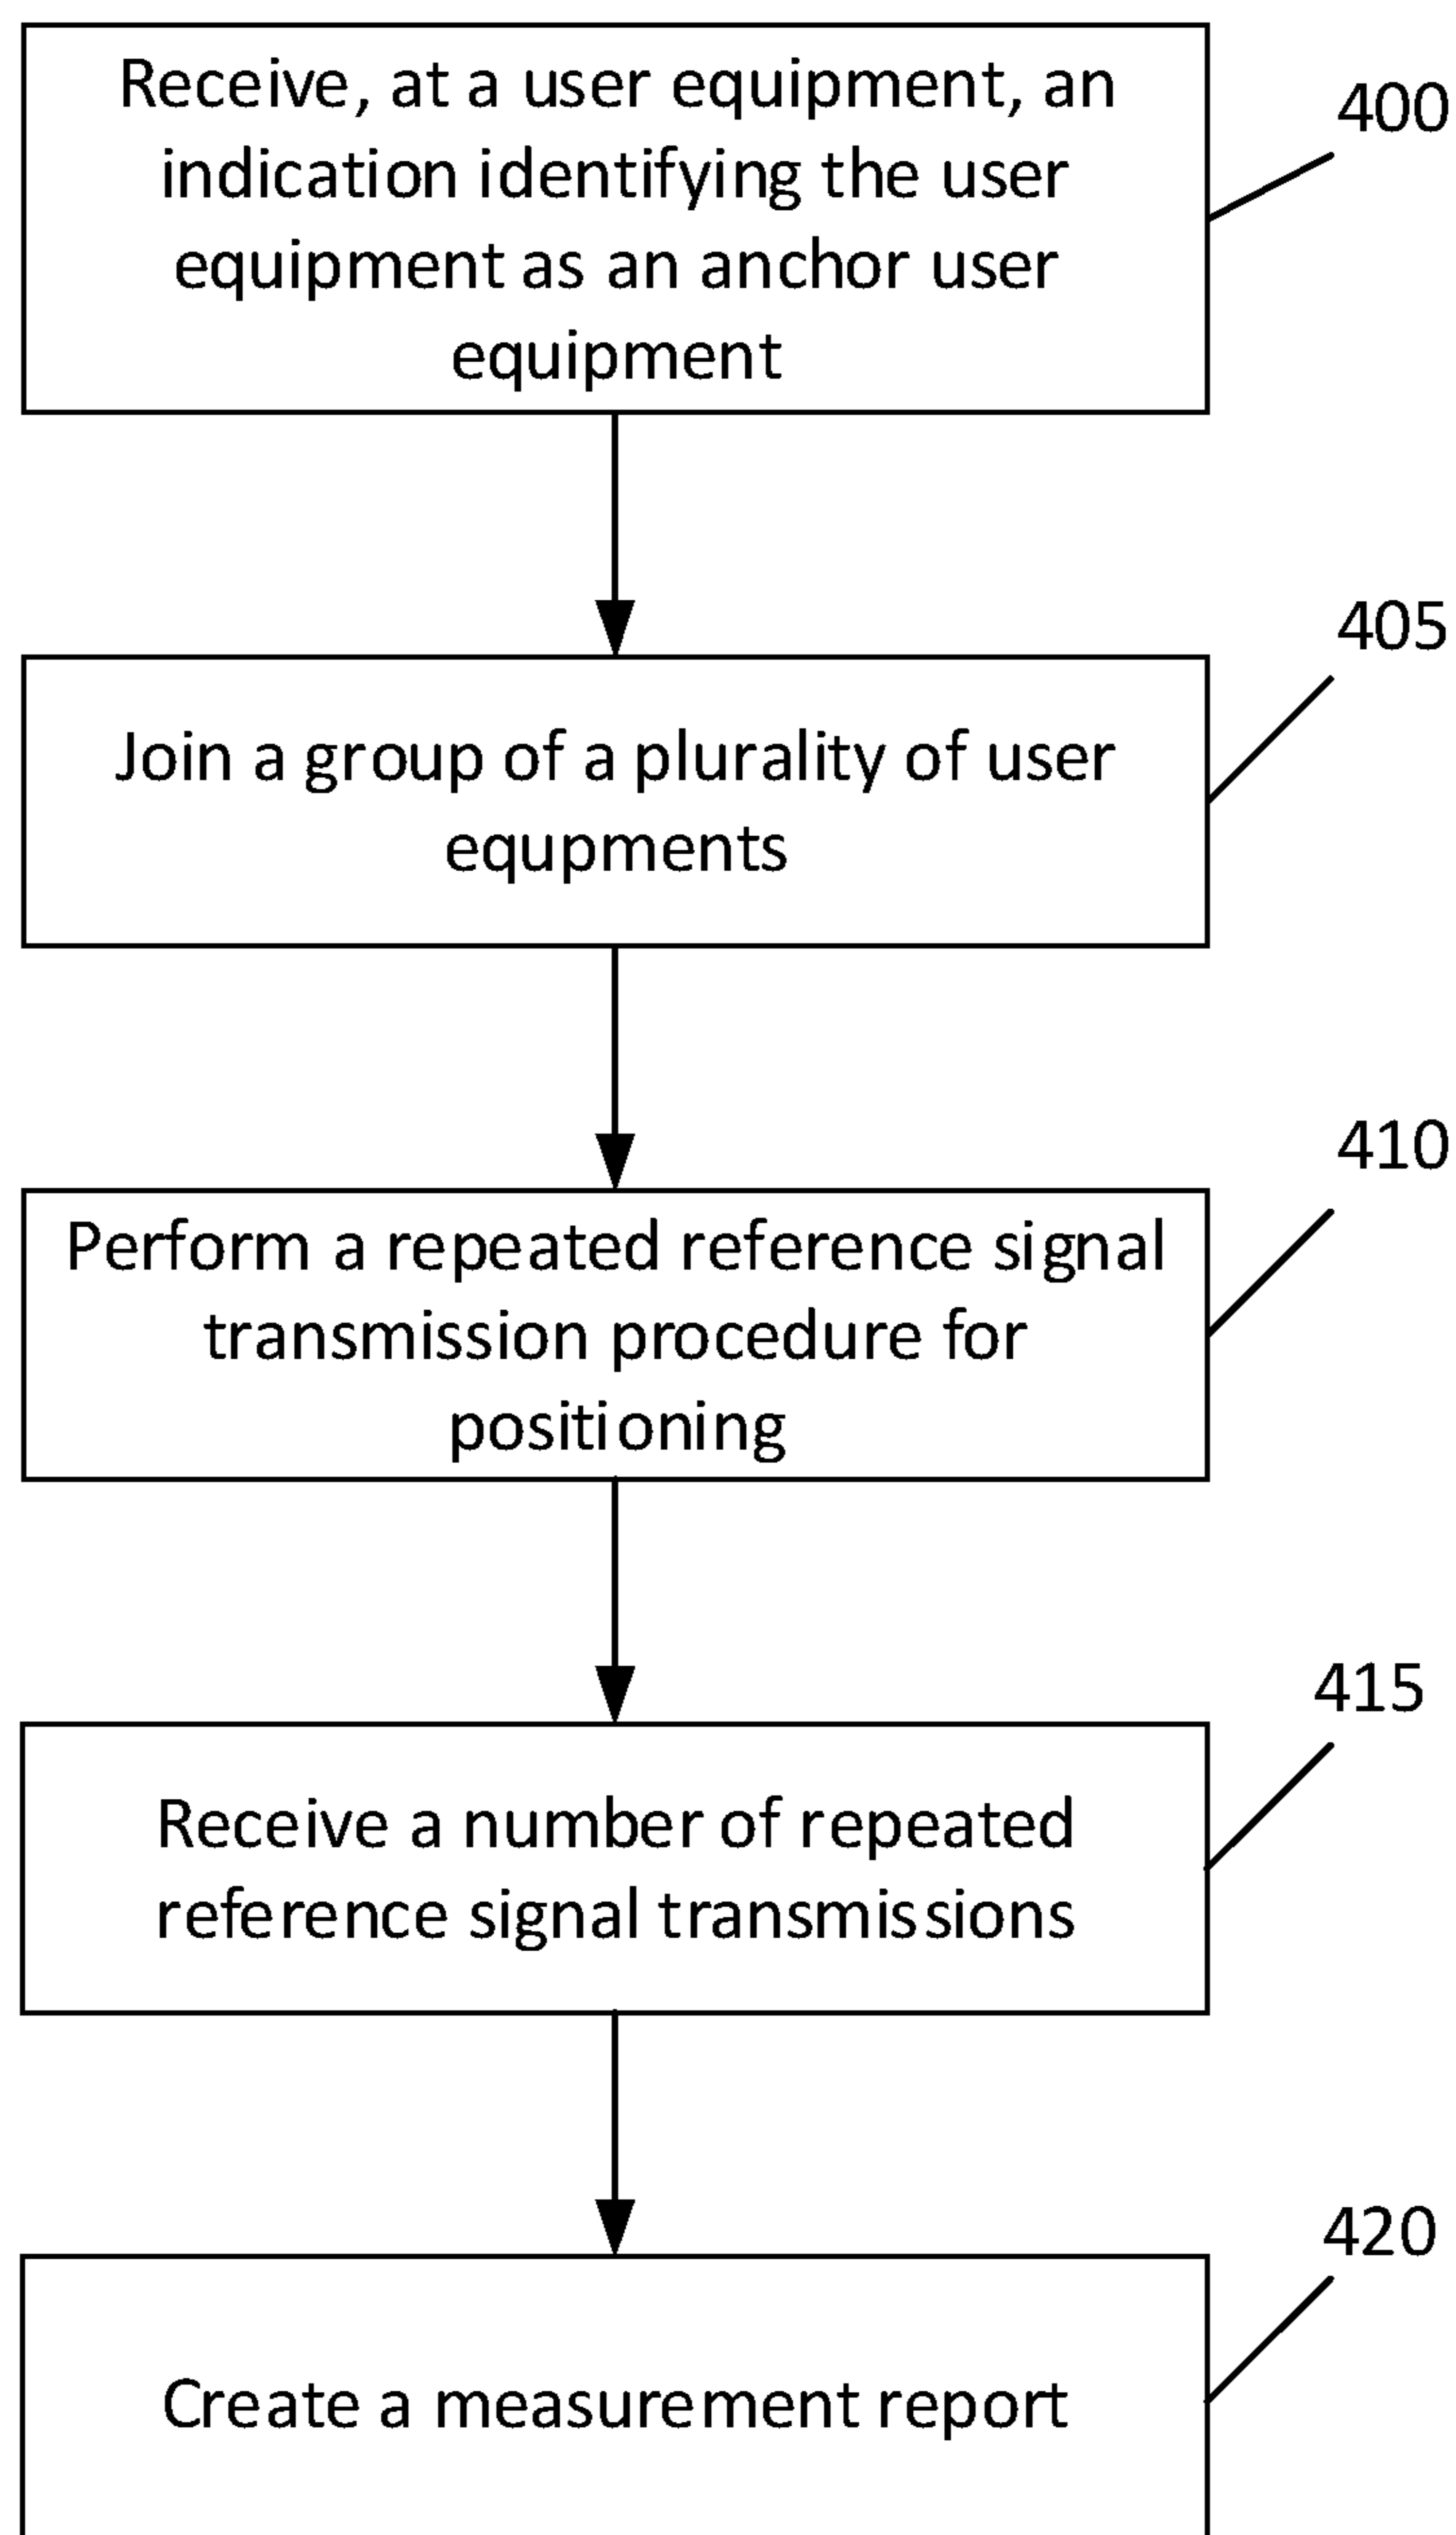 Receive, at a user equipment, an
indication identifying the user
equipment as an anchor user
equipment
400
Join a group of a plurality of user
equpments
405
Perform a repeated reference signal
transmission procedure for
positioning
410
Receive a number of repeated
reference signal transmissions
415
Create a measurement report
420